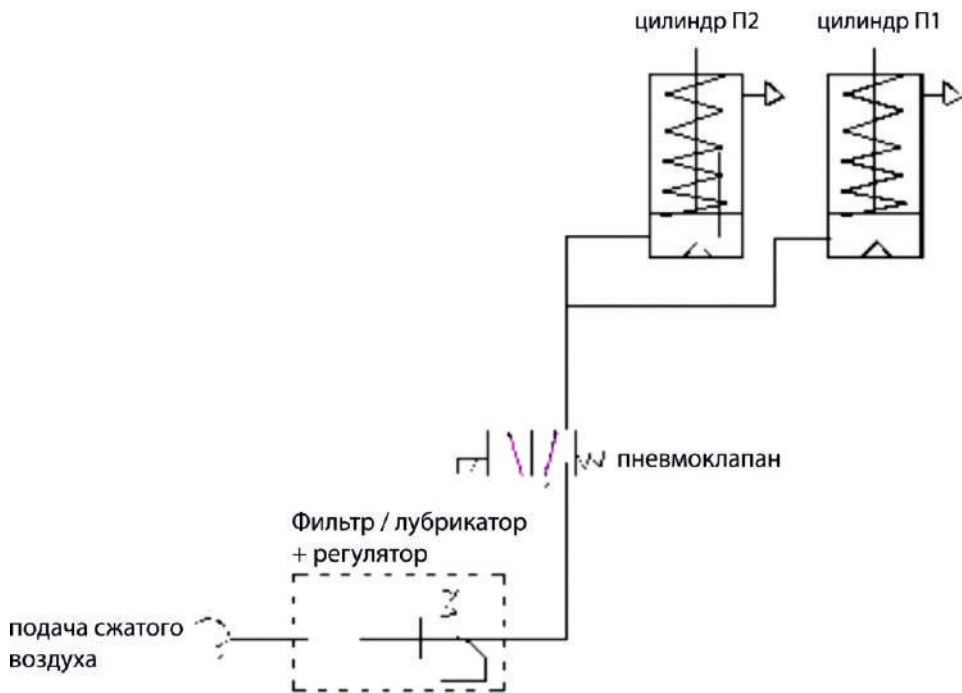 цилиндр П2
цилиндр П1
пневмоклапан
Фильтр / лубрикатор
+ регулятор
подача сжатого
воздуха